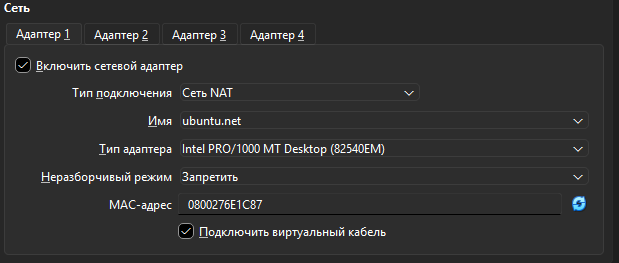 Сеть
Адаптер 1 Адаптер 2 Адаптер 3 Адаптер 4
Включить сетевой адаптер
Тип подключения Сеть NAT
Имя ubuntu.net
Тип адаптера Intel PRO/1000 MT Desktop (82540EM)
Неразборчивый режим Запретить
MAC-адрес 0800276E1C87
Подключить виртуальный кабель